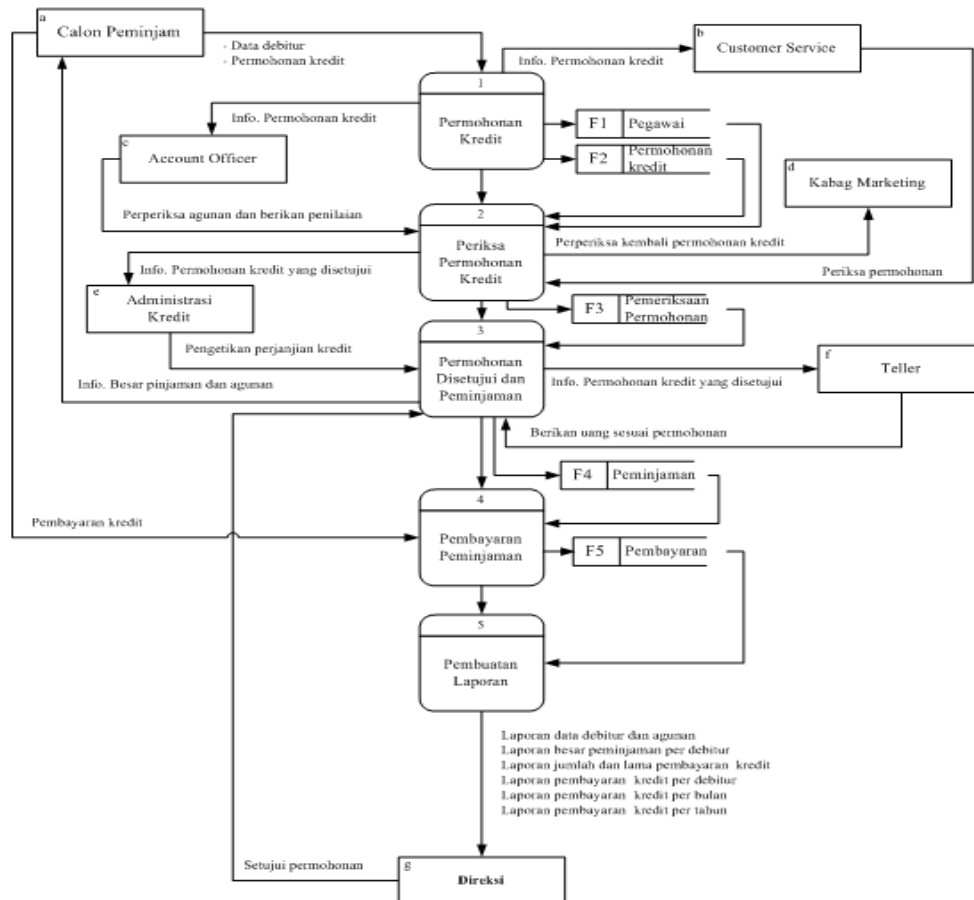 a
Calon Peminjam
- Data debitur
- Permohonan kredit
b
Customer Service
Info. Permohonan kredit
1
Permohonan
Kredit
Info. Permohonan kredit
F1 Pegawai
F2 Permohonan
kredit
c
Account Officer
d
Kabag Marketing
Perperiksa agunan dan berikan penilaian
2
Periksa
Permohonan
Kredit
Perperiksa kembali permohonan kredit
Periksa permohonan
Info. Permohonan kredit yang disetujui
e
Administrasi
Kredit
F3 Pemeriksaan
Permohonan
Pengetikan perjanjian kredit
3
Permohonan
Disetujui dan
Peminjaman
f
Teller
Info. Besar pinjaman dan agunan
Info. Permohonan kredit yang disetujui
Berikan uang sesuai permohonan
F4 Peminjaman
4
Pembayaran
Peminjaman
Pembayaran kredit
F5 Pembayaran
5
Pembuatan
Laporan
Laporan data debitur dan agunan
Laporan besar peminjaman per debitur
Laporan jumlah dan lama pembayaran kredit
Laporan pembayaran kredit per debitur
Laporan pembayaran kredit per bulan
Laporan pembayaran kredit per tahun
Setujui permohonan
g
Direksi